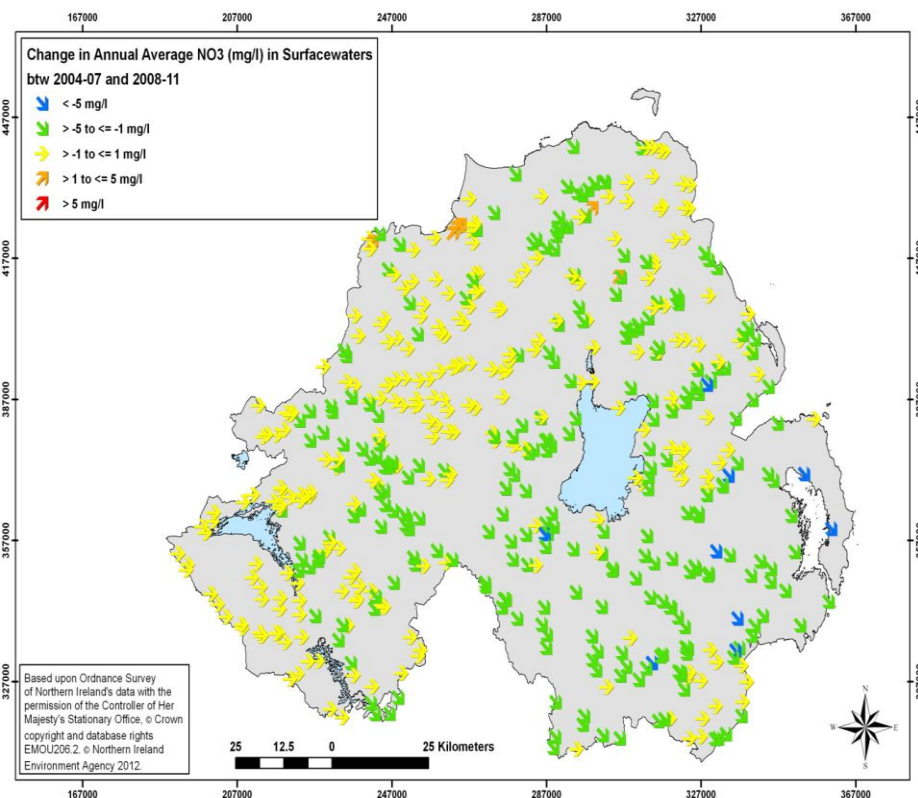 167000 207000 247000 287000 327000 367000
Change in Annual Average NO3 (mg/l) in Surfacewaters
btw 2004-07 and 2008-11
< -5 mg/l
> -5 to <= -1 mg/l
> -1 to <= 1 mg/l
> 1 to <= 5 mg/l
> 5 mg/l
447000
417000
387000
357000
327000
Based upon Ordnance Survey
of Northern Ireland's data with the
permission of the Controller of Her
Majesty's Stationary Office, © Crown
copyright and database rights
EMOU206.2. © Northern Ireland
Environment Agency 2012.
25 12.5 0 25 Kilometers
N
W E
S
167000 207000 247000 287000 327000 367000